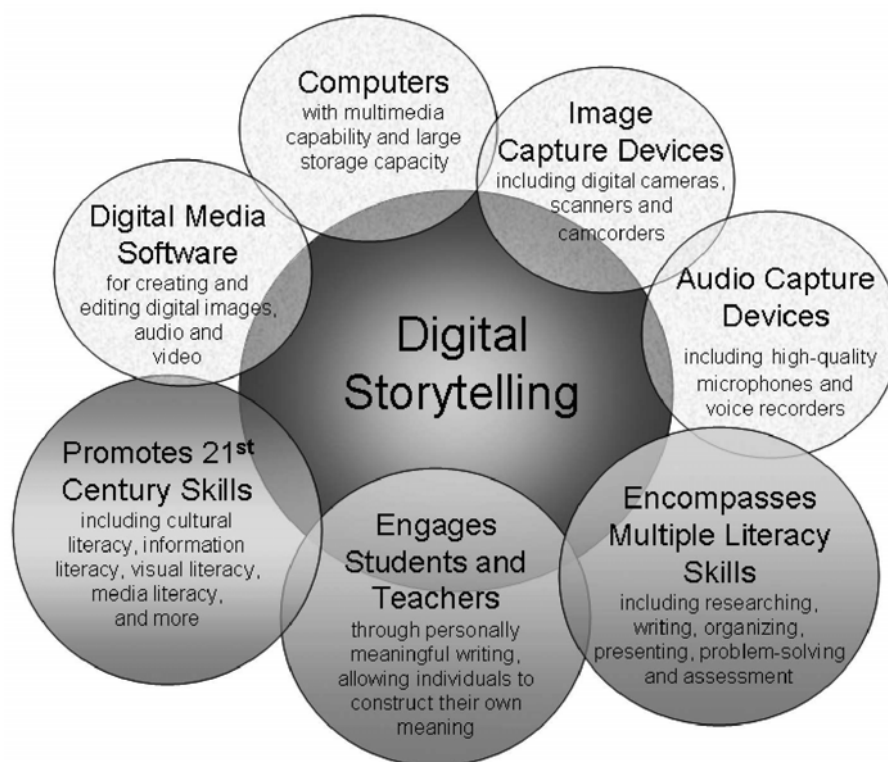 Computers
with multimedia
capability and large
storage capacity
Image
Capture Devices
including digital cameras,
scanners and
camcorders
Digital Media
Software
for creating and
editing digital images,
audio and
video
Audio Capture
Devices
including high-quality
microphones and
voice recorders
Digital
Storytelling
Promotes 21st
Century Skills
including cultural
literacy, information
literacy, visual literacy,
media literacy,
and more
Engages
Students and
Teachers
through personally
meaningful writing,
allowing individuals to
construct their own
meaning
Encompasses
Multiple Literacy
Skills
including researching,
writing, organizing,
presenting, problem-solving
and assessment